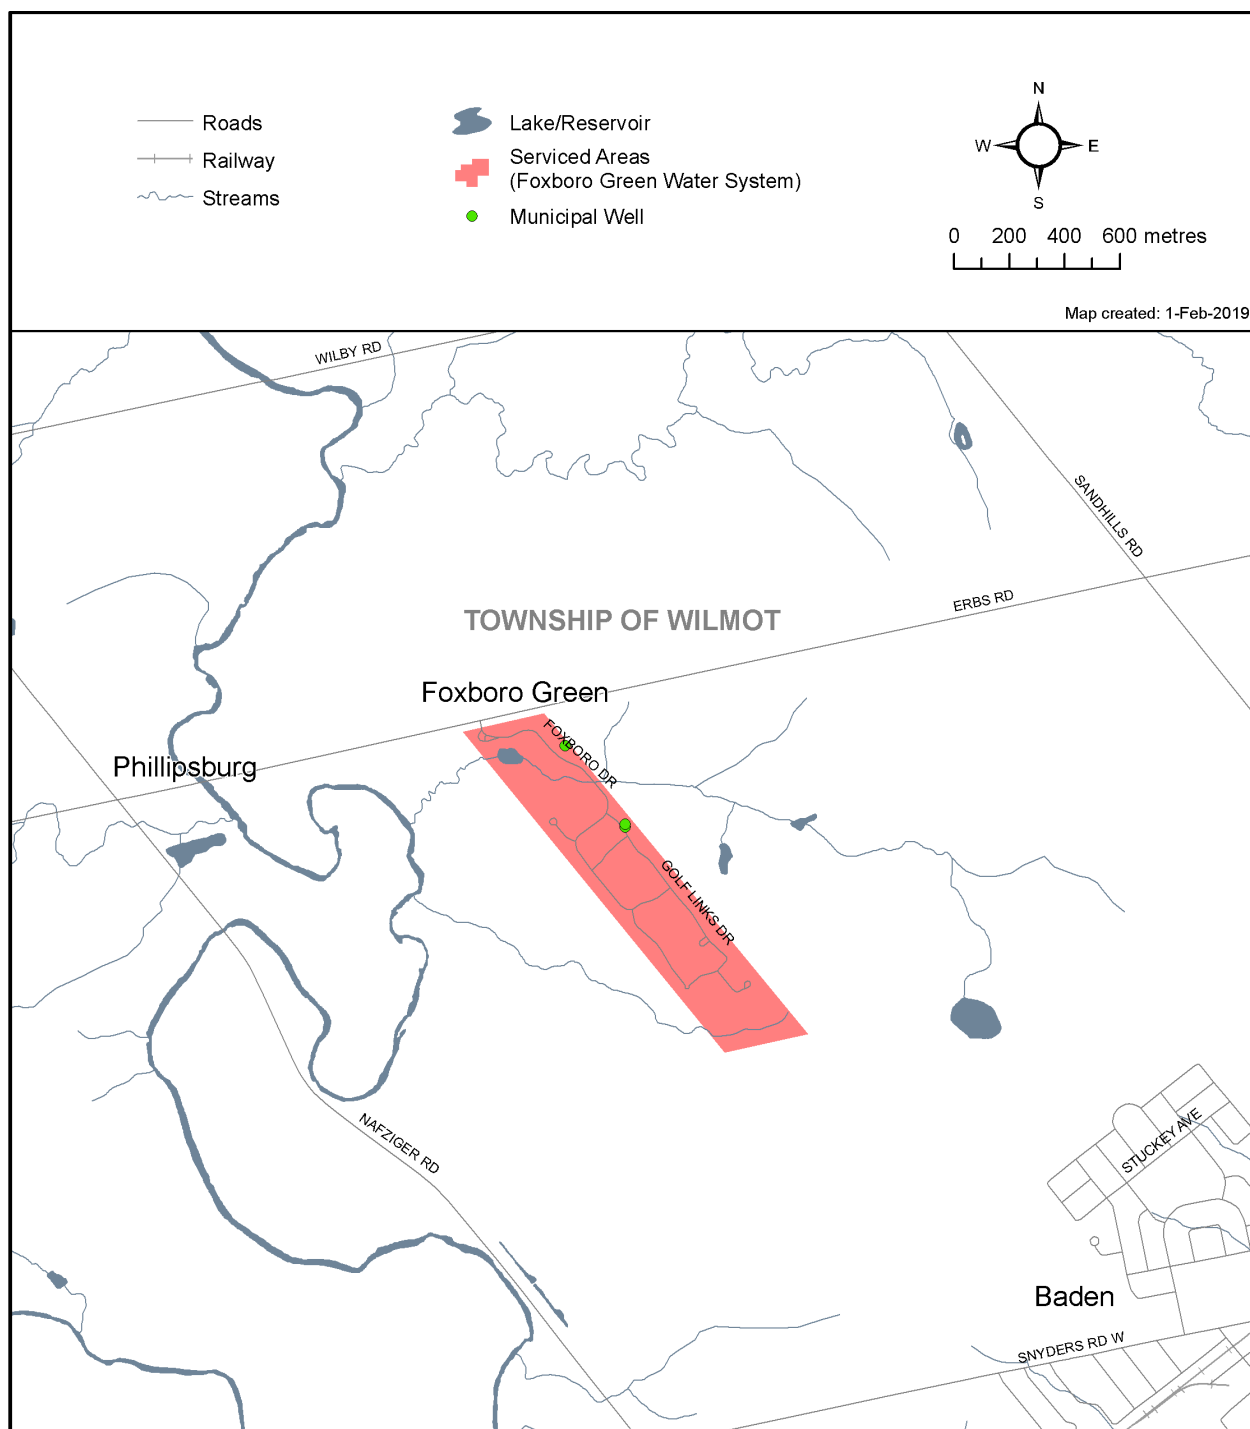 Roads
Railway
Streams
Lake/Reservoir
Serviced Areas
(Foxboro Green Water System)
Municipal Well
N
W E
S
0 200 400 600 metres
Map created: 1-Feb-2019
WILBY RD
SANDHILLS RD
ERBS RD
TOWNSHIP OF WILMOT
Foxboro Green
FOXBORO DR
Phillipsburg
GOLF LINKS DR
NAFZIGER RD
STUCKEY AVE
Baden
SNYDERS RD W